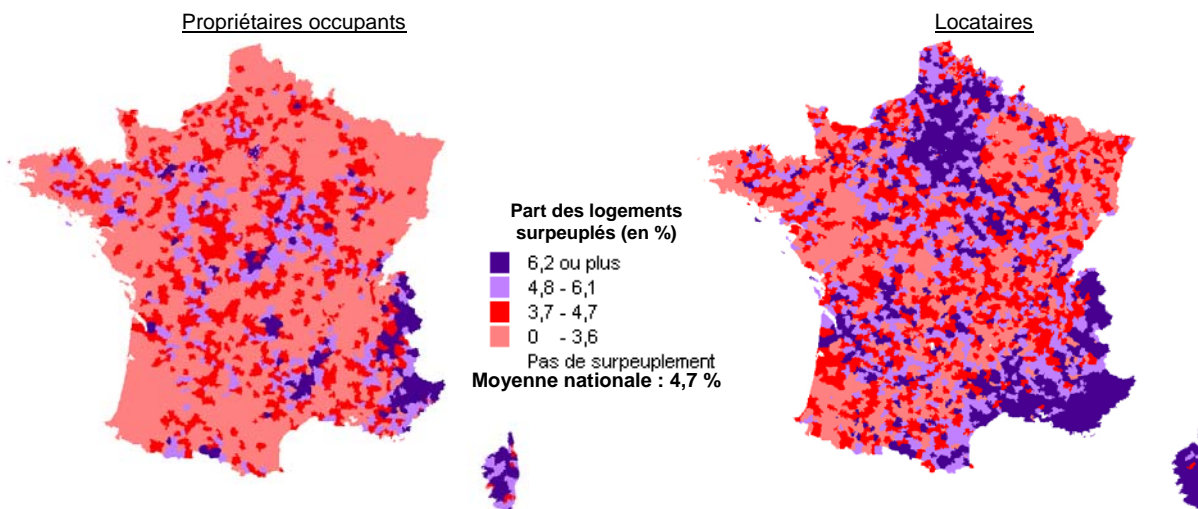 Propriétaires occupants
Locataires
Part des logements
surpeuplés (en %)
6,2 ou plus
4,8 - 6,1
3,7 - 4,7
0 - 3,6
Pas de surpeuplement
Moyenne nationale : 4,7 %